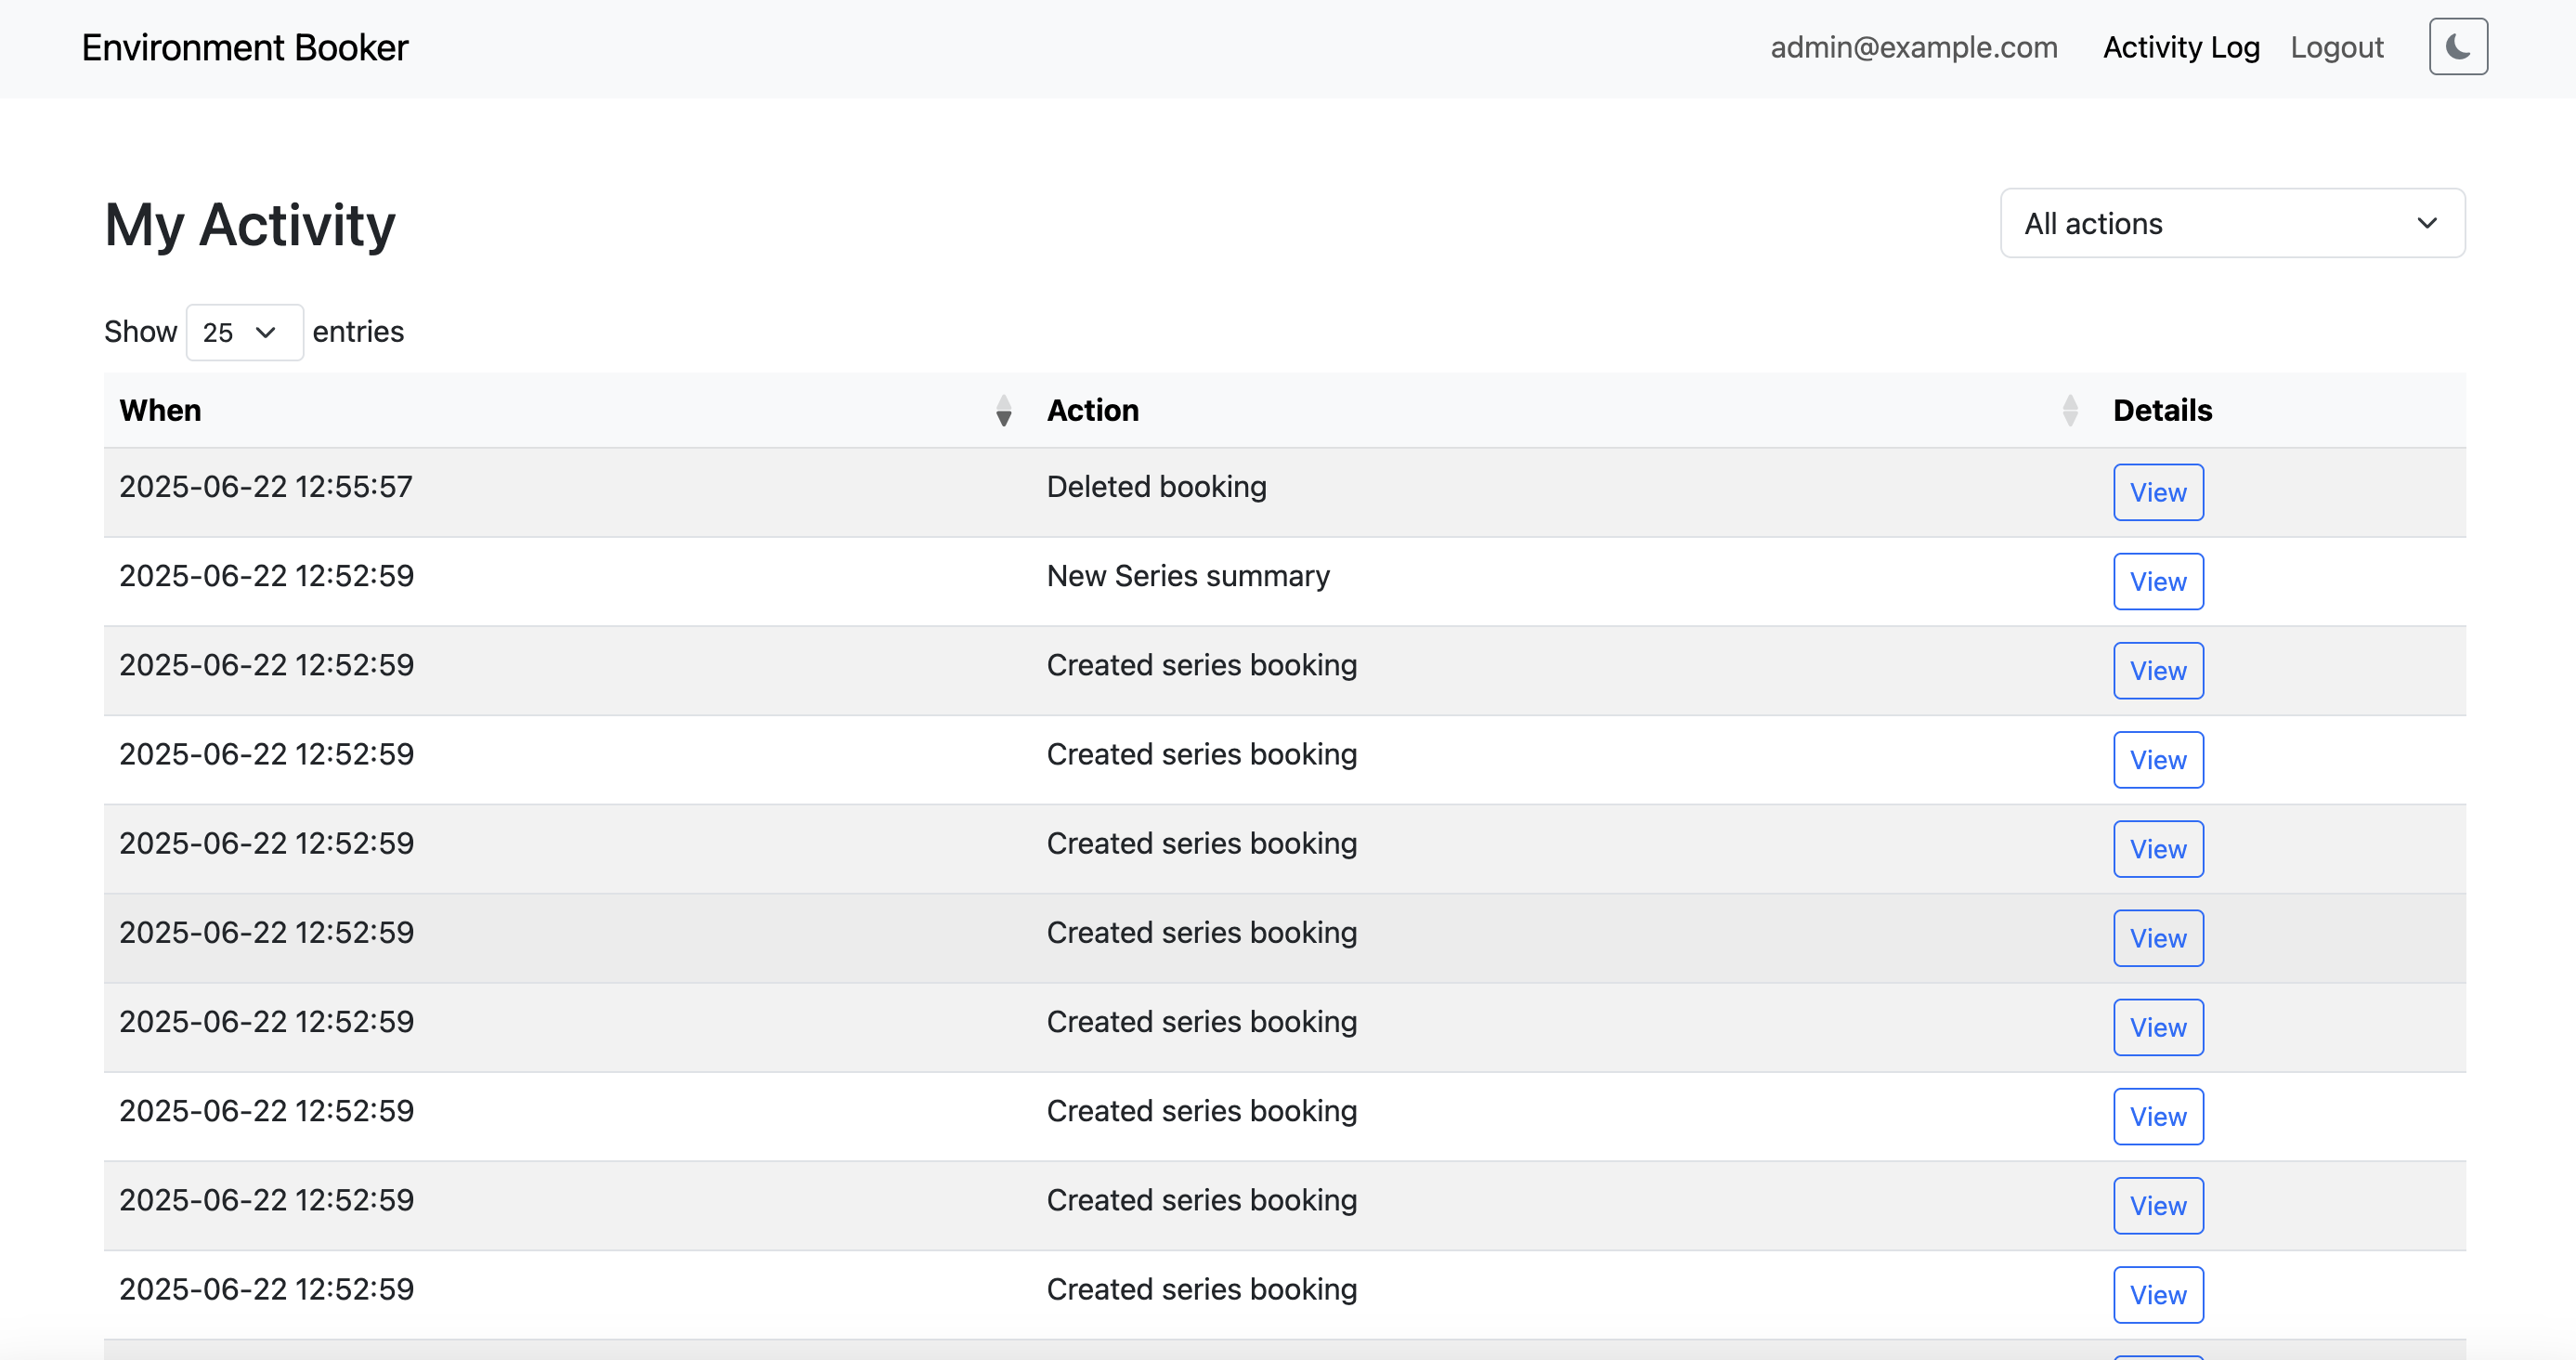 Environment Booker admin@example.com Activity Log Logout
My Activity All actions
Show 25 entries
When Action Details
2025-06-22 12:55:57 Deleted booking View
2025-06-22 12:52:59 New Series summary View
2025-06-22 12:52:59 Created series booking View
2025-06-22 12:52:59 Created series booking View
2025-06-22 12:52:59 Created series booking View
2025-06-22 12:52:59 Created series booking View
2025-06-22 12:52:59 Created series booking View
2025-06-22 12:52:59 Created series booking View
2025-06-22 12:52:59 Created series booking View
2025-06-22 12:52:59 Created series booking View